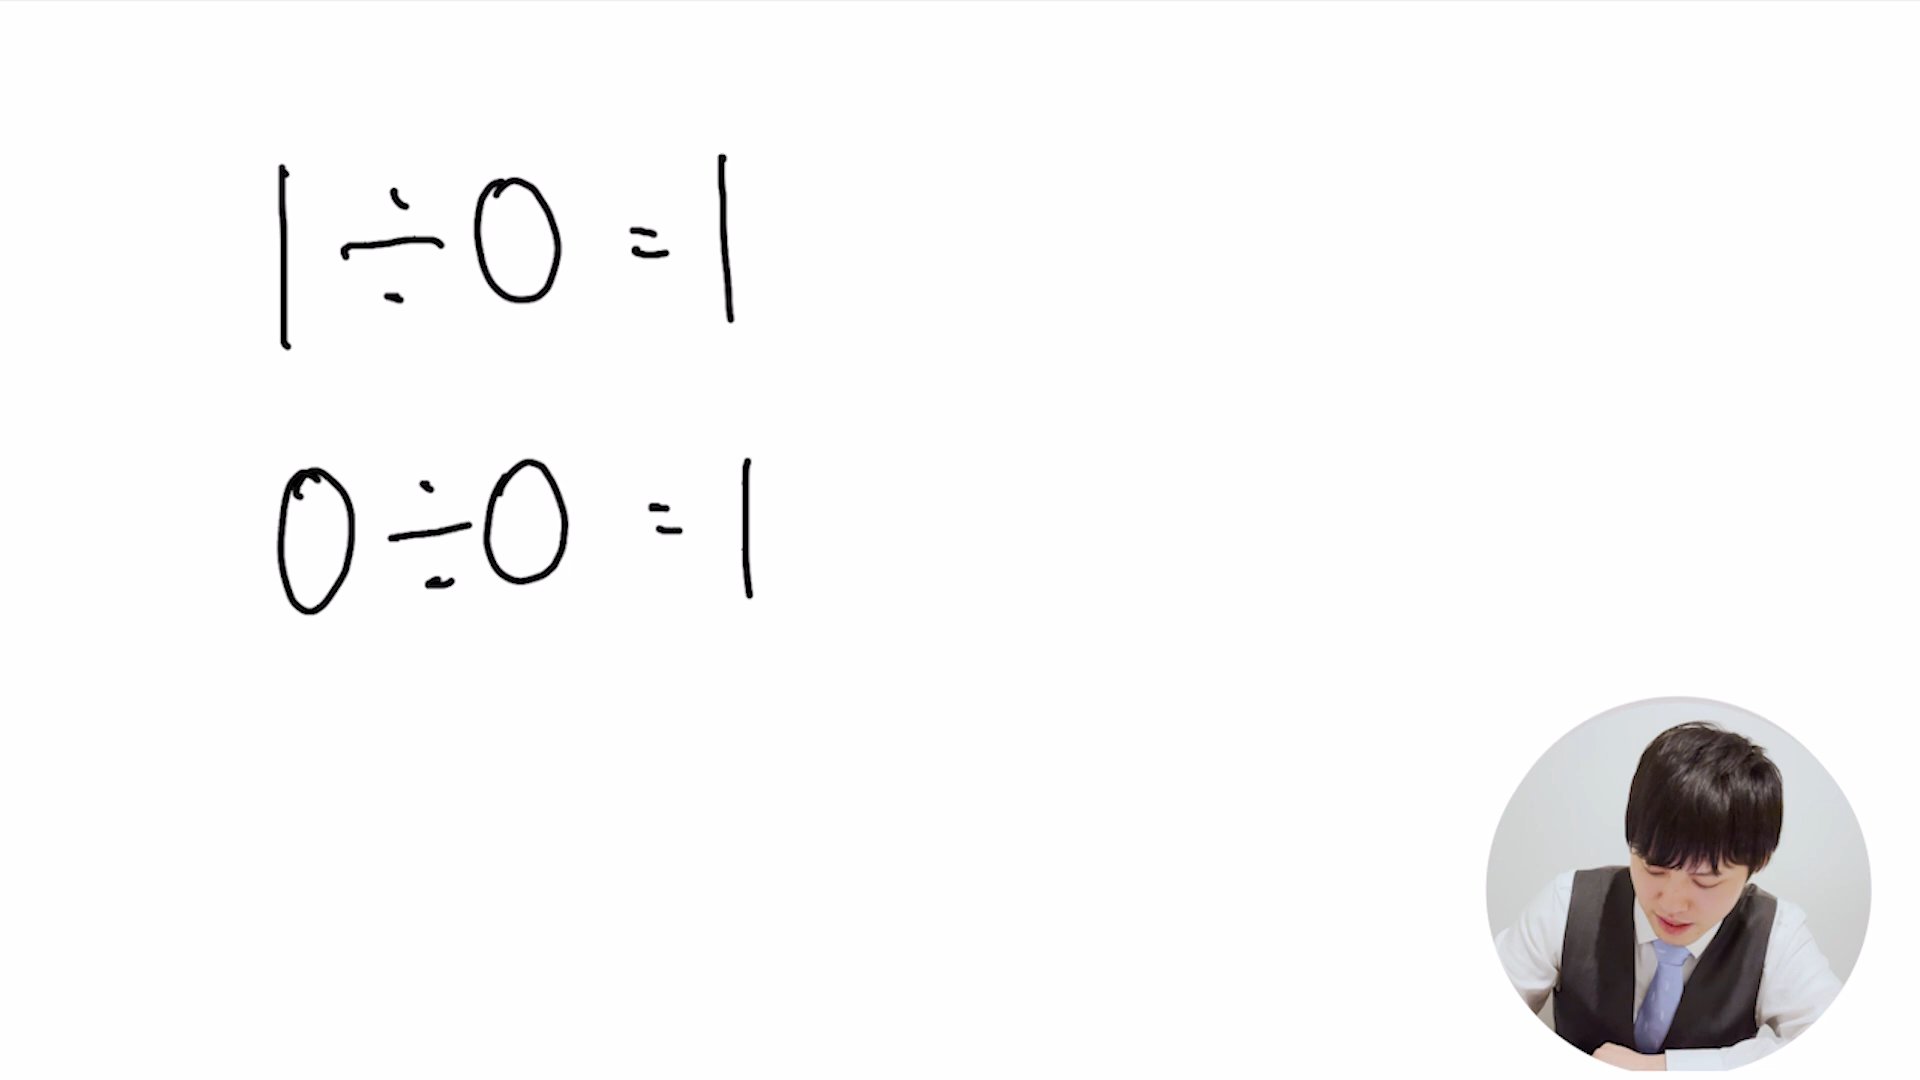 1 ÷ 0 = 1
0 ÷ 0 = 1